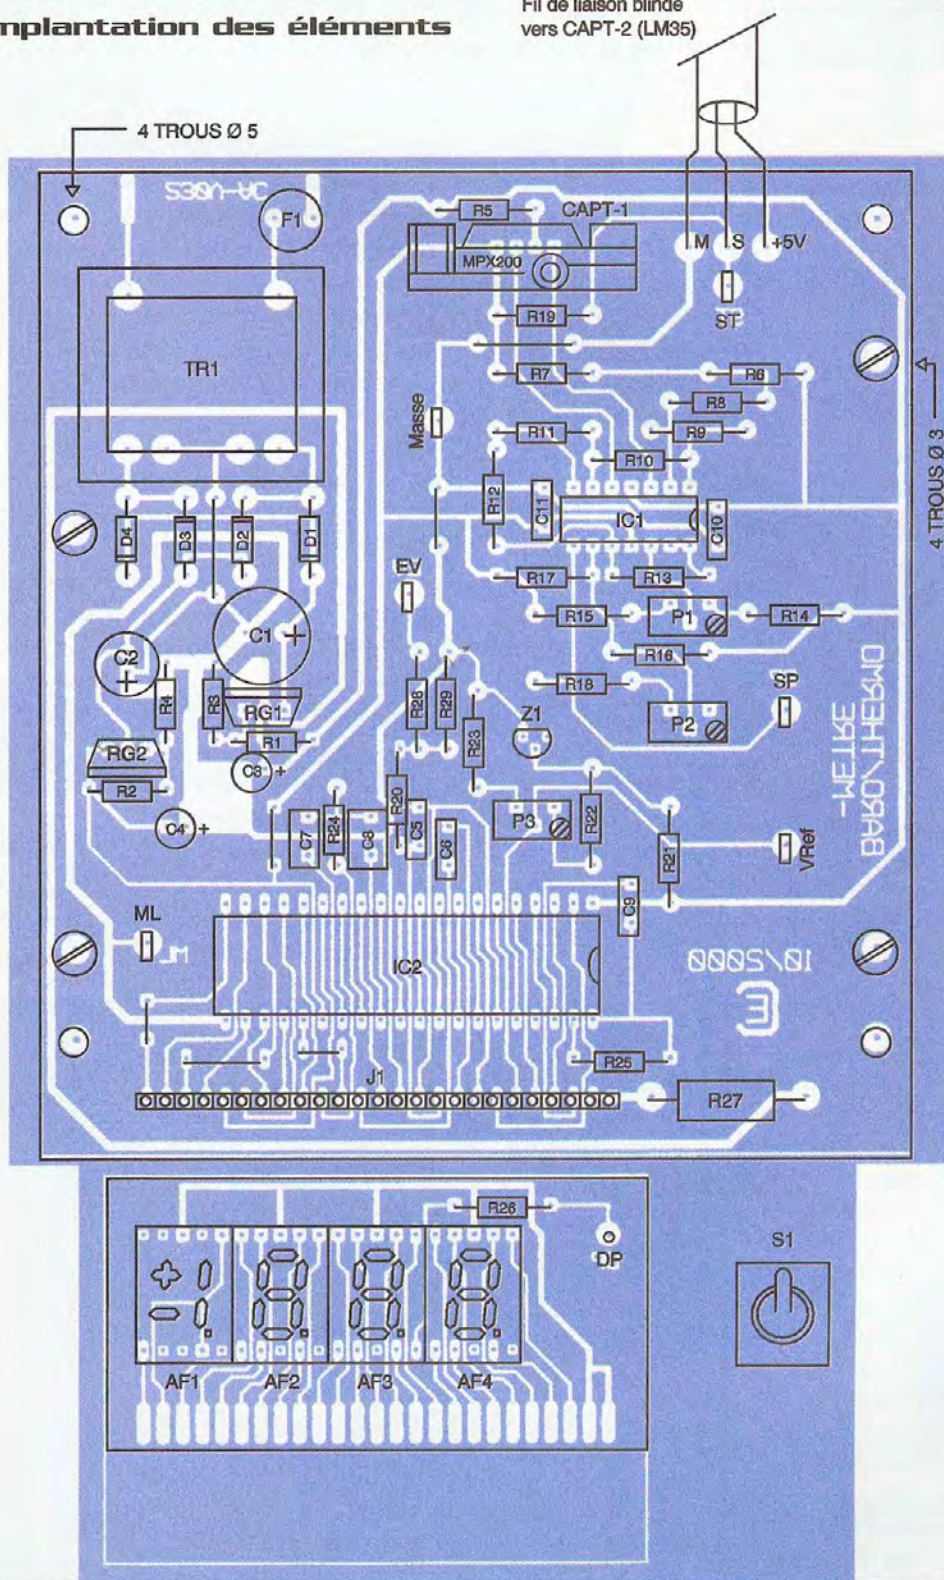 mplantation des éléments
Fil de liaison blindé
vers CAPT-2 (LM35)
4 TROUS Ø 5
F1
R5
CAPT-1
MPX200
M
S
+5V
ST
R19
TR1
R7
R6
R8
4 TROUS Ø 3
Masse
R11
R9
R10
R12
C11
IC1
C10
D4
D3
D2
D1
EV
R17
R13
C1
+
R15
P1
R14
C2
+
R16
R4
R3
R28
R29
R18
SP
RG1
R23
Z1
P2
RG2
R1
C3
+
R2
R20
-METRE
BARO/THERMO
C4
+
C7
R24
C8
C5
C6
P3
R22
R21
VRef
ML
ML
C9
IC2
10/2000
J1
R25
R27
R26
DP
S1
AF1
AF2
AF3
AF4